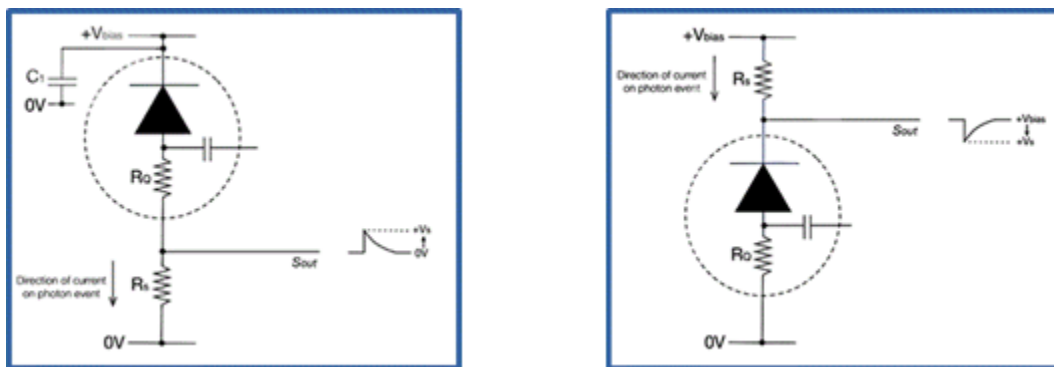 +Vbias
C1
0V
RQ
Sout
+Vs
0V
Direction of current
on photon event
Rs
0V
+Vbias
Direction of current
on photon event
Rs
Sout
+Vbias
+Vs
RQ
0V